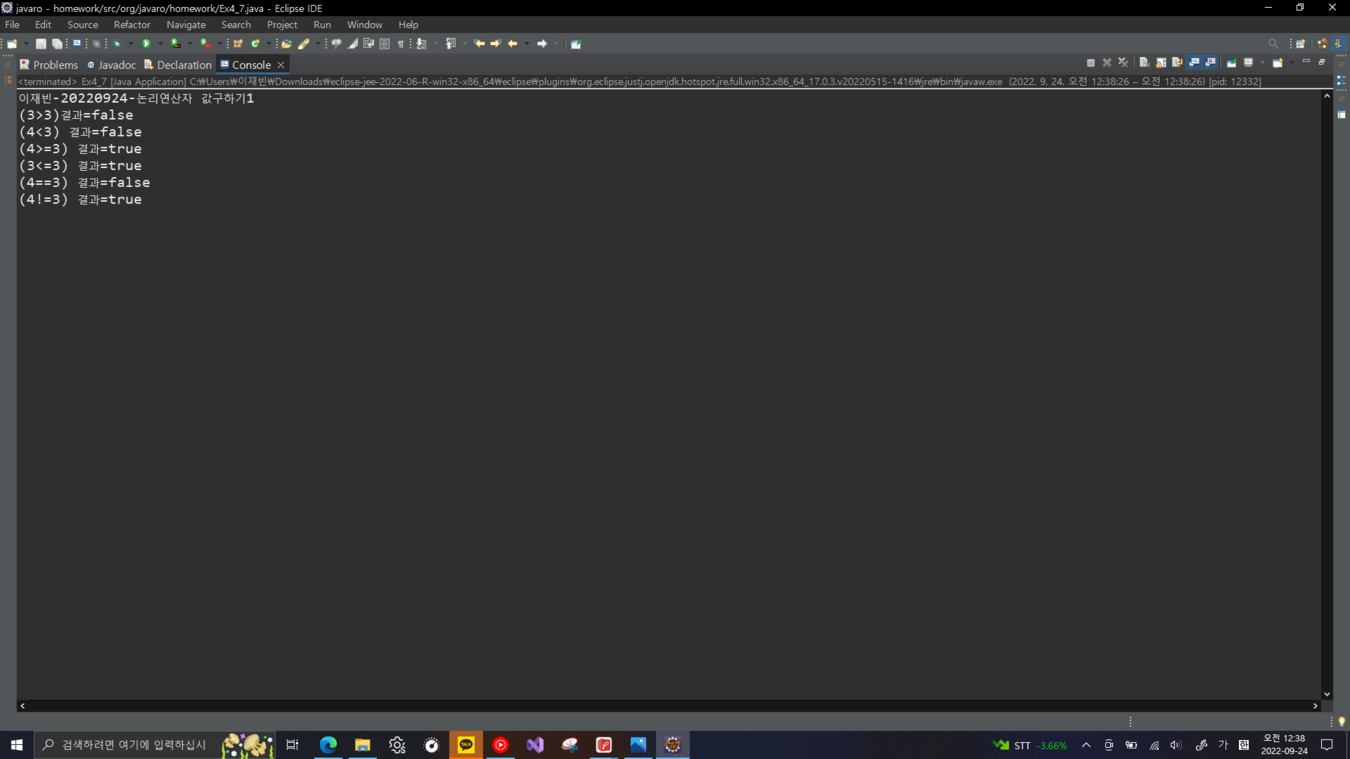 javaro - homework/src/org/javaro/homework/Ex4_7.java - Eclipse IDE
File Edit Source Refactor Navigate Search Project Run Window Help
Problems Javadoc Declaration Console
<terminated> Ex4_7 [Java Application] C:₩Users₩이재빈₩Downloads₩eclipse-jee-2022-06-R-win32-x86_64₩eclipse₩plugins₩org.eclipse.justj.openjdk.hotspot.jre.full.win32.x86_64_17.0.3.v20220515-1416₩jre₩bin₩javaw.exe (2022. 9. 24. 오전 12:38:26 – 오전 12:38:26) [pid: 12332]
이재빈-20220924-논리연산자 값구하기1
(3>3)결과=false
(4<3) 결과=false
(4>=3) 결과=true
(3<=3) 결과=true
(4==3) 결과=false
(4!=3) 결과=true
검색하려면 여기에 입력하십시
TALK
STT -3.66%
가
한
오전 12:38
2022-09-24